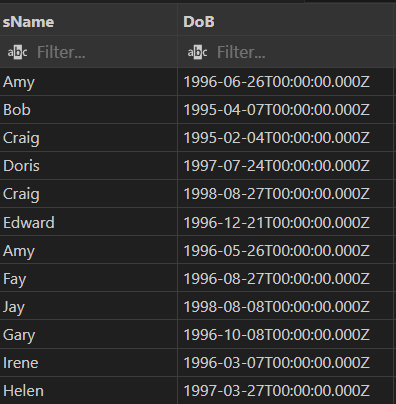 sName DoB
abc Filter... abc Filter...
Amy 1996-06-26T00:00:00.000Z
Bob 1995-04-07T00:00:00.000Z
Craig 1995-02-04T00:00:00.000Z
Doris 1997-07-24T00:00:00.000Z
Craig 1998-08-27T00:00:00.000Z
Edward 1996-12-21T00:00:00.000Z
Amy 1996-05-26T00:00:00.000Z
Fay 1996-08-27T00:00:00.000Z
Jay 1998-08-08T00:00:00.000Z
Gary 1996-10-08T00:00:00.000Z
Irene 1996-03-07T00:00:00.000Z
Helen 1997-03-27T00:00:00.000Z